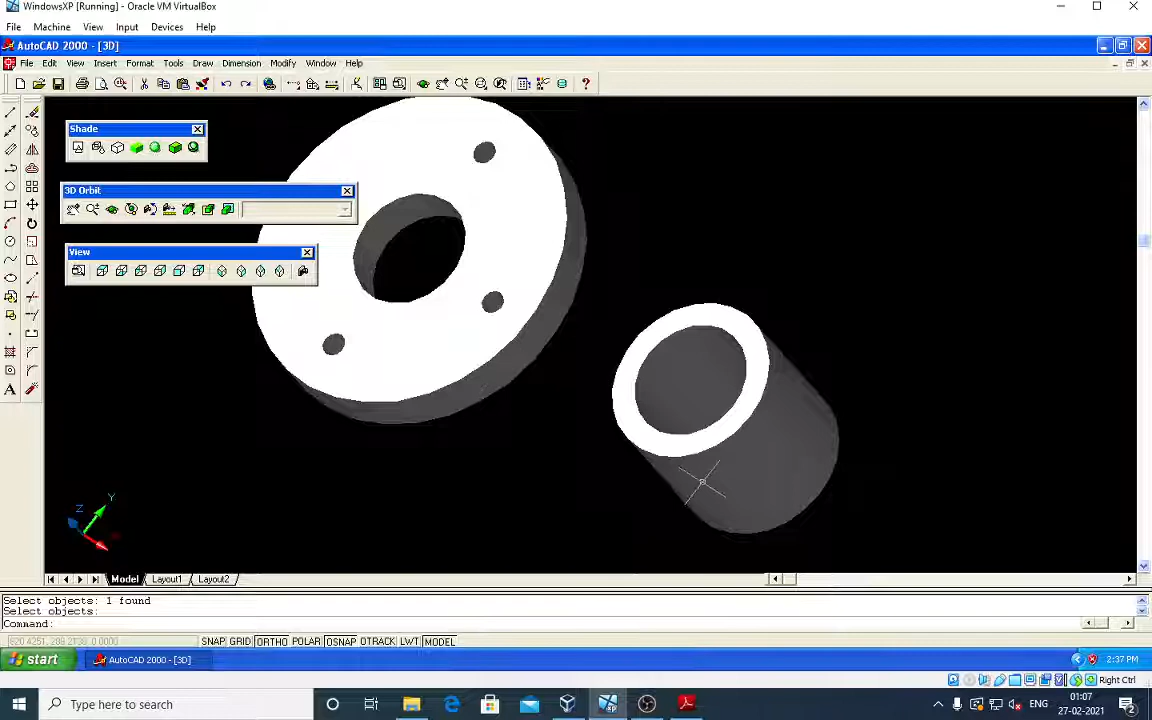 WindowsXP [Running] - Oracle VM VirtualBox
File Machine View Input Devices Help
AutoCAD 2000 - [3D]
File Edit View Insert Format Tools Draw Dimension Modify Window Help
Shade
3D Orbit
View
Z Y
Model Layout1 Layout2
Select objects: 1 found
Select objects:
Command:
SNAP GRID ORTHO POLAR OSNAP OTRACK LWT MODEL
start AutoCAD 2000 - [3D] 2:37 PM
Right Ctrl
Type here to search ENG 01:07
27-02-2021 2